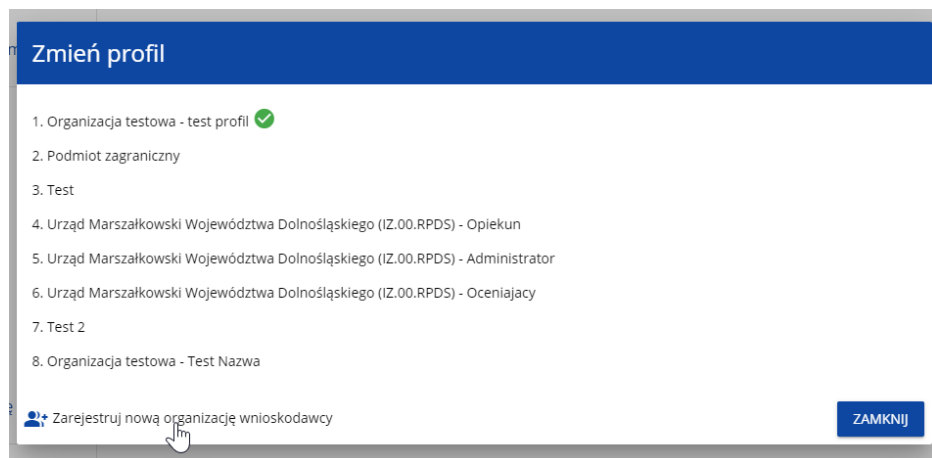 Zmień profil
1. Organizacja testowa - test profil
2. Podmiot zagraniczny
3. Test
4. Urząd Marszałkowski Województwa Dolnośląskiego (IZ.00.RPDS) - Opiekun
5. Urząd Marszałkowski Województwa Dolnośląskiego (IZ.00.RPDS) - Administrator
6. Urząd Marszałkowski Województwa Dolnośląskiego (IZ.00.RPDS) - Oceniajacy
7. Test 2
8. Organizacja testowa - Test Nazwa
Zarejestruj nową organizację wnioskodawcy
ZAMKNIJ